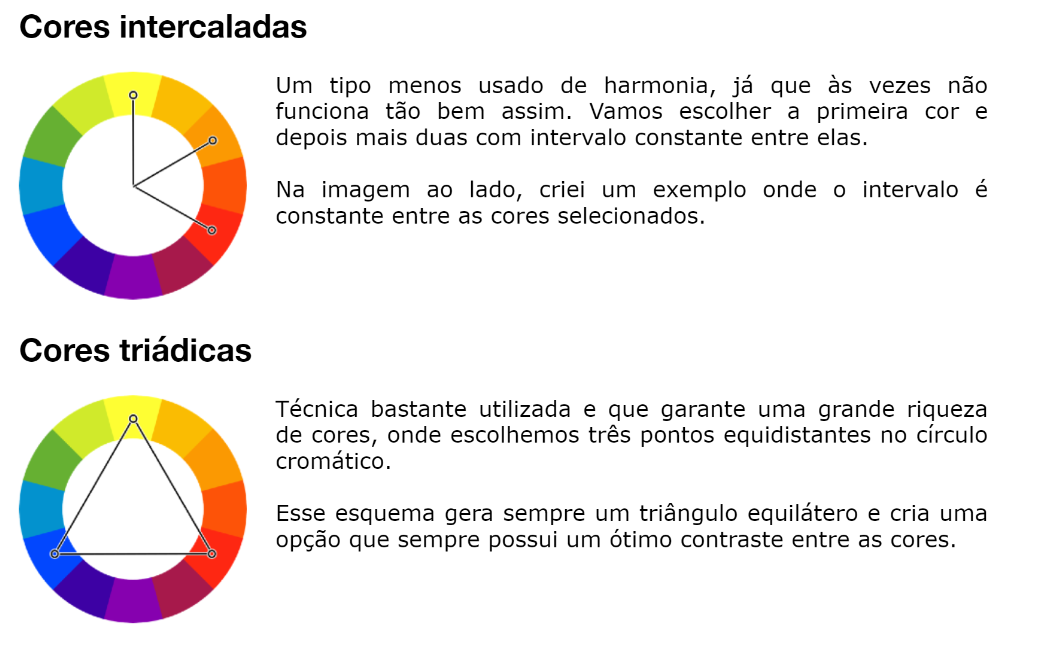 Cores intercaladas
Um tipo menos usado de harmonia, já que às vezes não
funciona tão bem assim. Vamos escolher a primeira cor e
depois mais duas com intervalo constante entre elas.
Na imagem ao lado, criei um exemplo onde o intervalo é
constante entre as cores selecionados.
Cores triádicas
Técnica bastante utilizada e que garante uma grande riqueza
de cores, onde escolhemos três pontos equidistantes no círculo
cromático.
Esse esquema gera sempre um triângulo equilátero e cria uma
opção que sempre possui um ótimo contraste entre as cores.